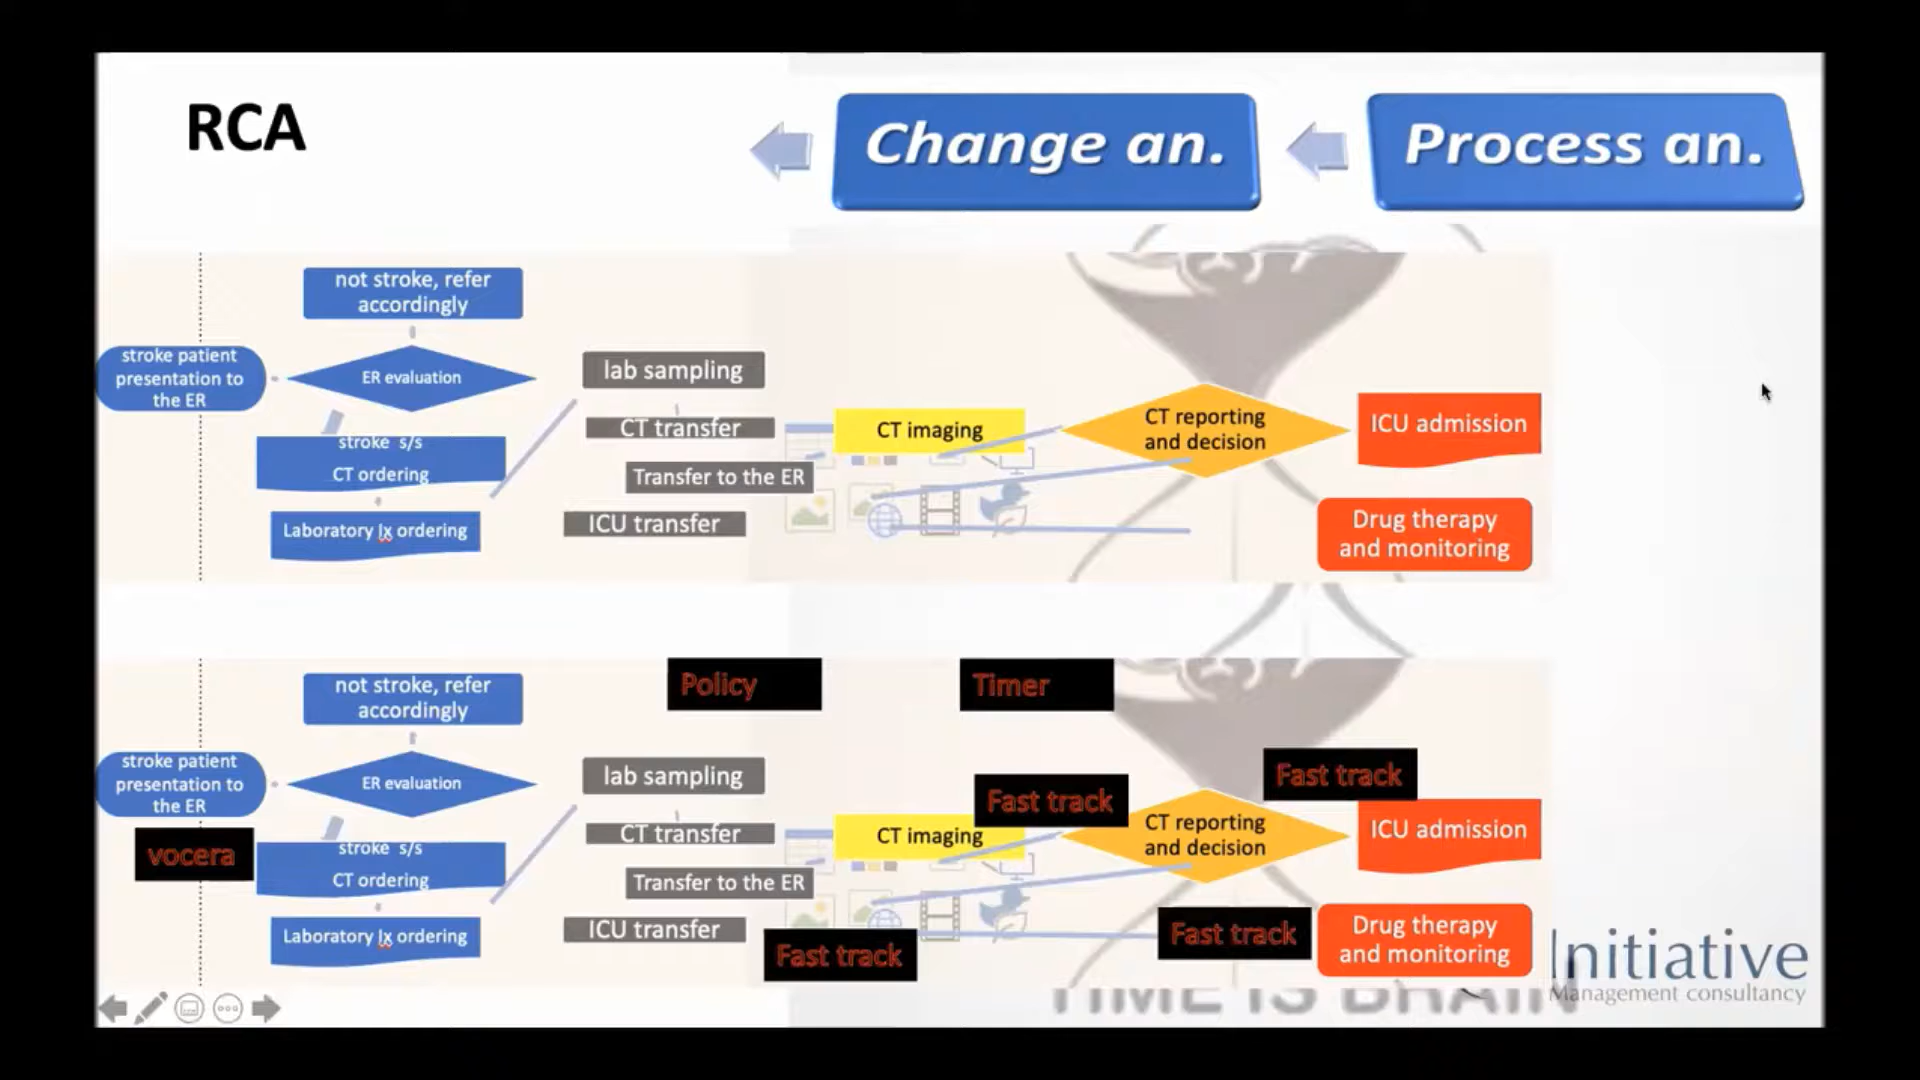 RCA
Change an.
Process an.
not stroke, refer
accordingly
stroke patient
presentation to
the ER
ER evaluation
stroke s/s
CT ordering
Laboratory Ix ordering
lab sampling
CT transfer
Transfer to the ER
ICU transfer
CT imaging
CT reporting
and decision
ICU admission
Drug therapy
and monitoring
Policy
Timer
not stroke, refer
accordingly
stroke patient
presentation to
the ER
ER evaluation
vocera
stroke s/s
CT ordering
Laboratory Ix ordering
lab sampling
CT transfer
Transfer to the ER
ICU transfer
Fast track
CT imaging
Fast track
CT reporting
and decision
Fast track
ICU admission
Fast track
Drug therapy
and monitoring
TIME IS BRAIN
Initiative
Management consultancy